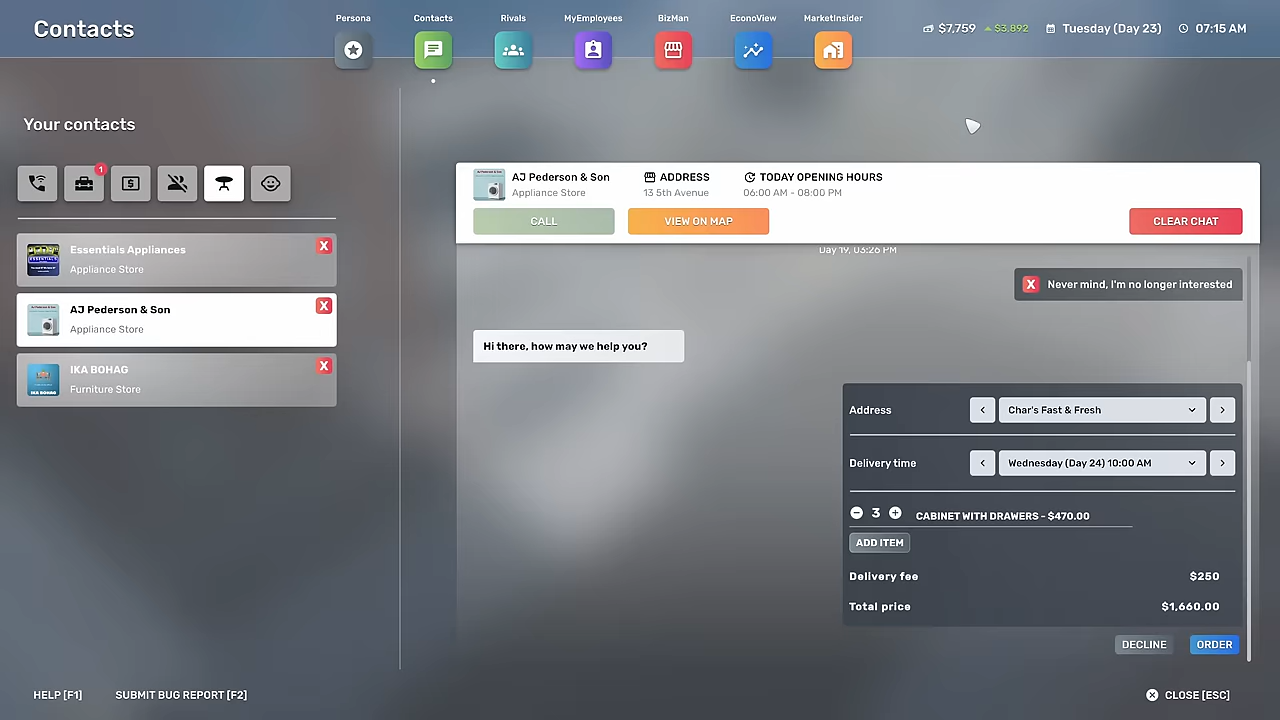 Contacts
Persona
Contacts
Rivals
MyEmployees
BizMan
EconoView
MarketInsider
$7,759
$3,892
Tuesday (Day 23)
07:15 AM
Your contacts
1
Essentials Appliances
Appliance Store
X
AJ Pederson & Son
Appliance Store
X
IKA BOHAG
Furniture Store
X
AJ Pederson & Son
Appliance Store
ADDRESS
13 5th Avenue
TODAY OPENING HOURS
06:00 AM - 08:00 PM
CALL
VIEW ON MAP
CLEAR CHAT
Day 19, 03:26 PM
X Never mind, I'm no longer interested
Hi there, how may we help you?
Address
Char's Fast & Fresh
Delivery time
Wednesday (Day 24) 10:00 AM
3
CABINET WITH DRAWERS - $470.00
ADD ITEM
Delivery fee
$250
Total price
$1,660.00
DECLINE
ORDER
HELP [F1]
SUBMIT BUG REPORT [F2]
CLOSE [ESC]